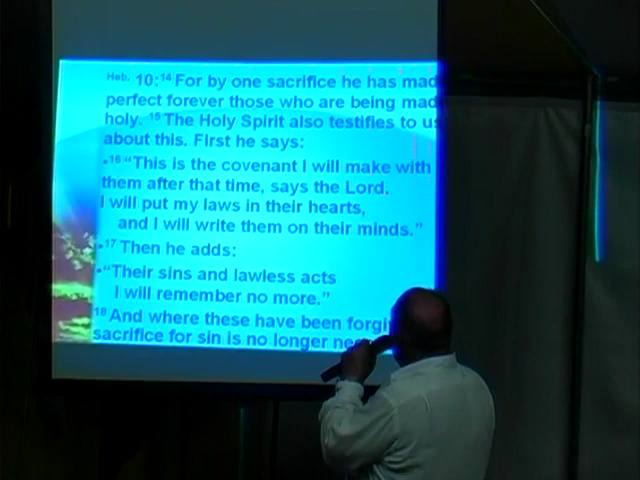 Heb. 10:14 For by one sacrifice he has mad
perfect forever those who are being mad
holy. 15 The Holy Spirit also testifies to us
about this. First he says:
•16 “This is the covenant I will make with
them after that time, says the Lord.
I will put my laws in their hearts,
and I will write them on their minds.”
•17 Then he adds:
•“Their sins and lawless acts
I will remember no more.”
18 And where these have been forgi
sacrifice for sin is no longer nec